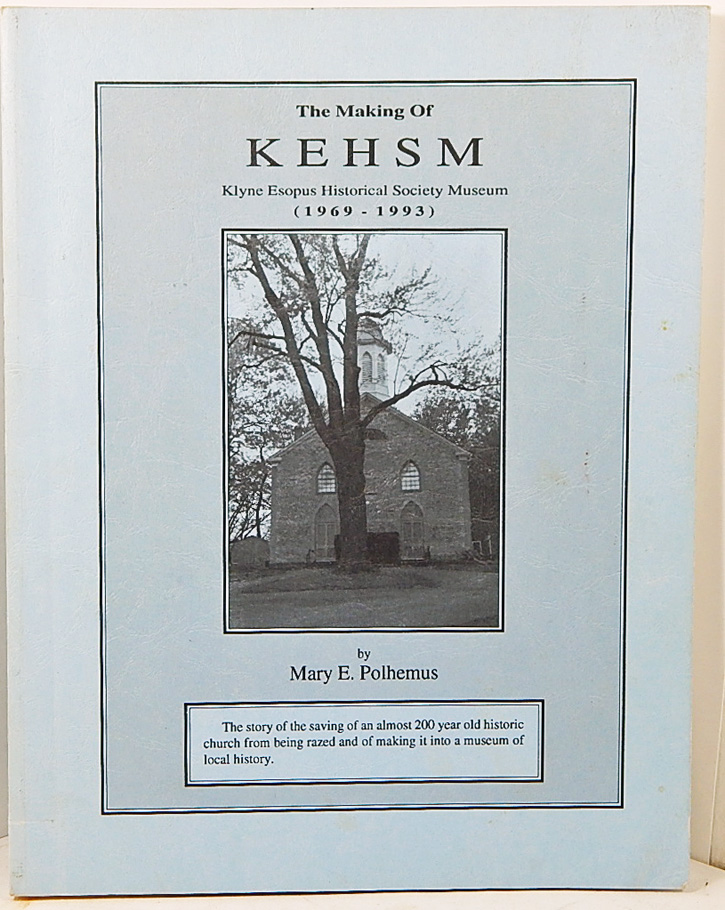 The Making Of
KEHSM
Klyne Esopus Historical Society Museum
(1969 - 1993)
by
Mary E. Polhemus
The story of the saving of an almost 200 year old historic
church from being razed and of making it into a museum of
local history.